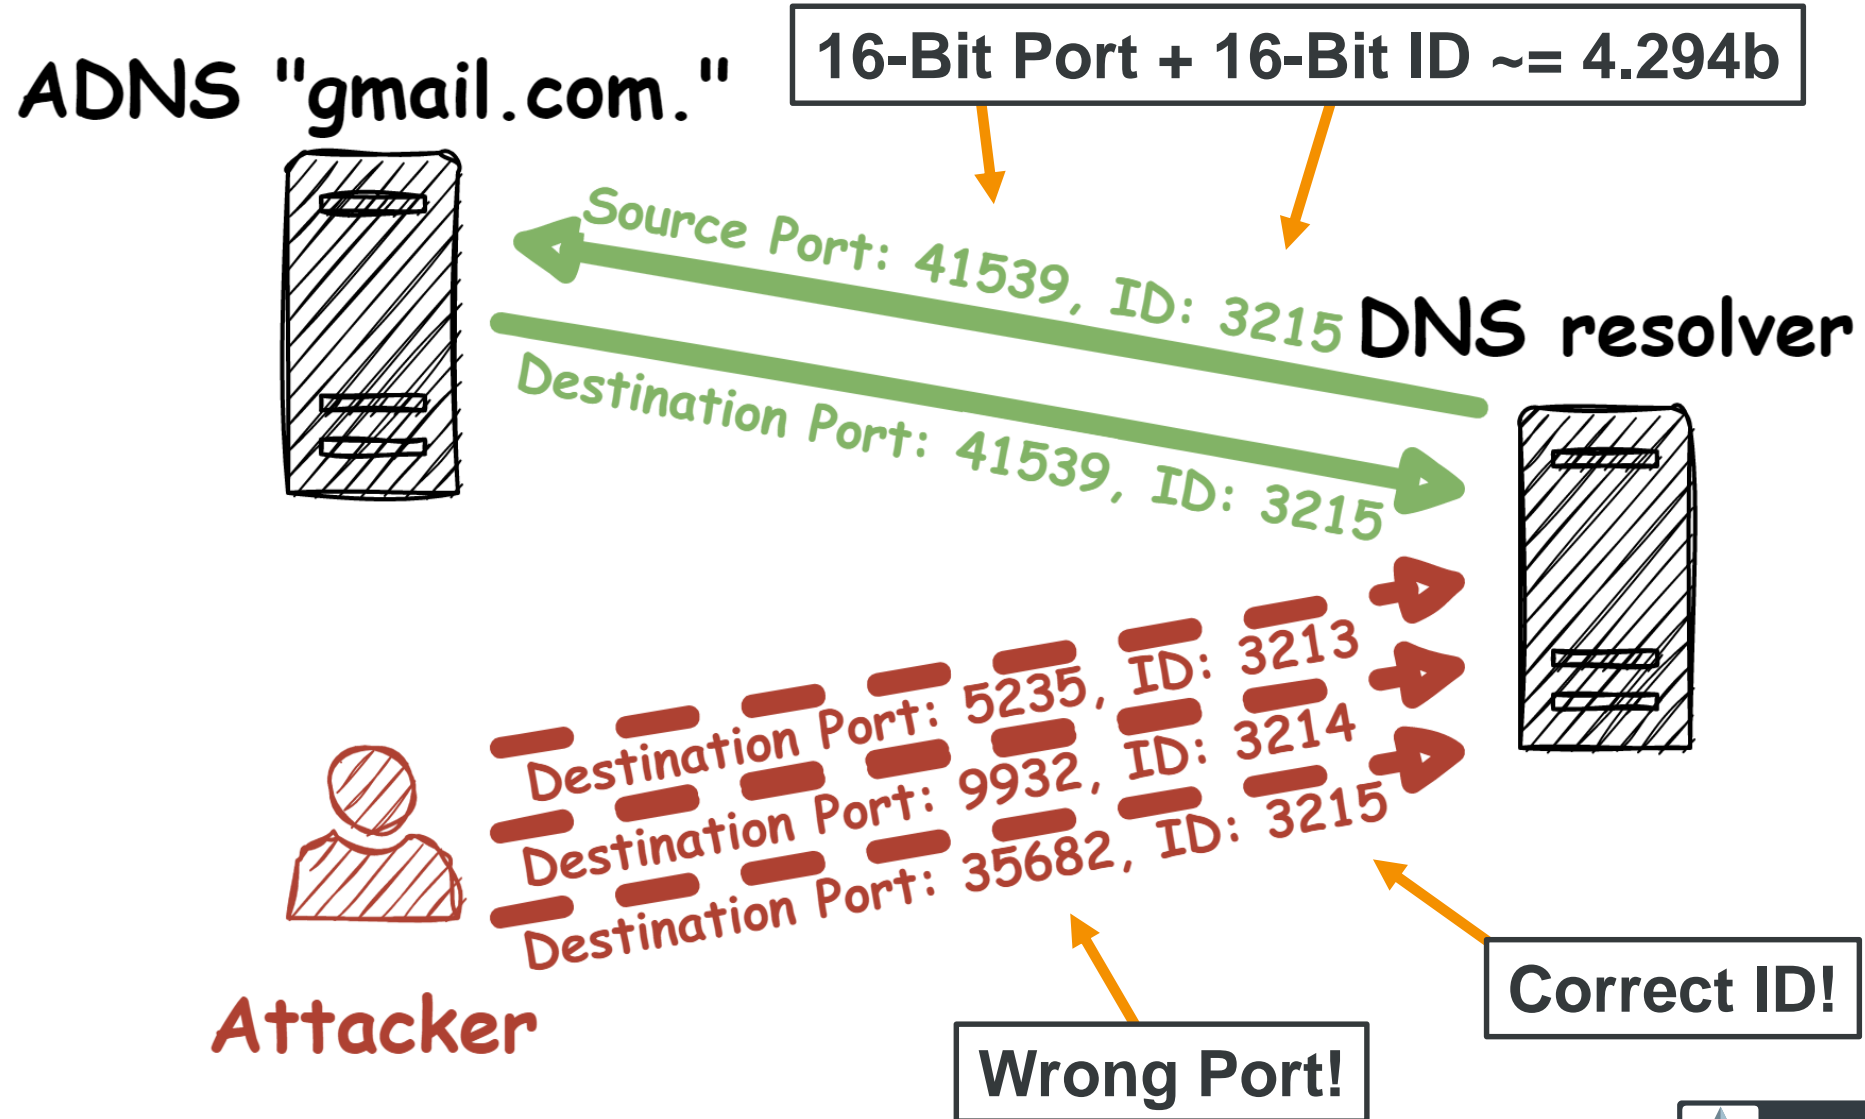 16-Bit Port + 16-Bit ID ~= 4.294b
ADNS "gmail.com."
Source Port: 41539, ID: 3215
DNS resolver
Destination Port: 41539, ID: 3215
Destination Port: 5235, ID: 3213
Destination Port: 9932, ID: 3214
Destination Port: 35682, ID: 3215
Correct ID!
Attacker
Wrong Port!